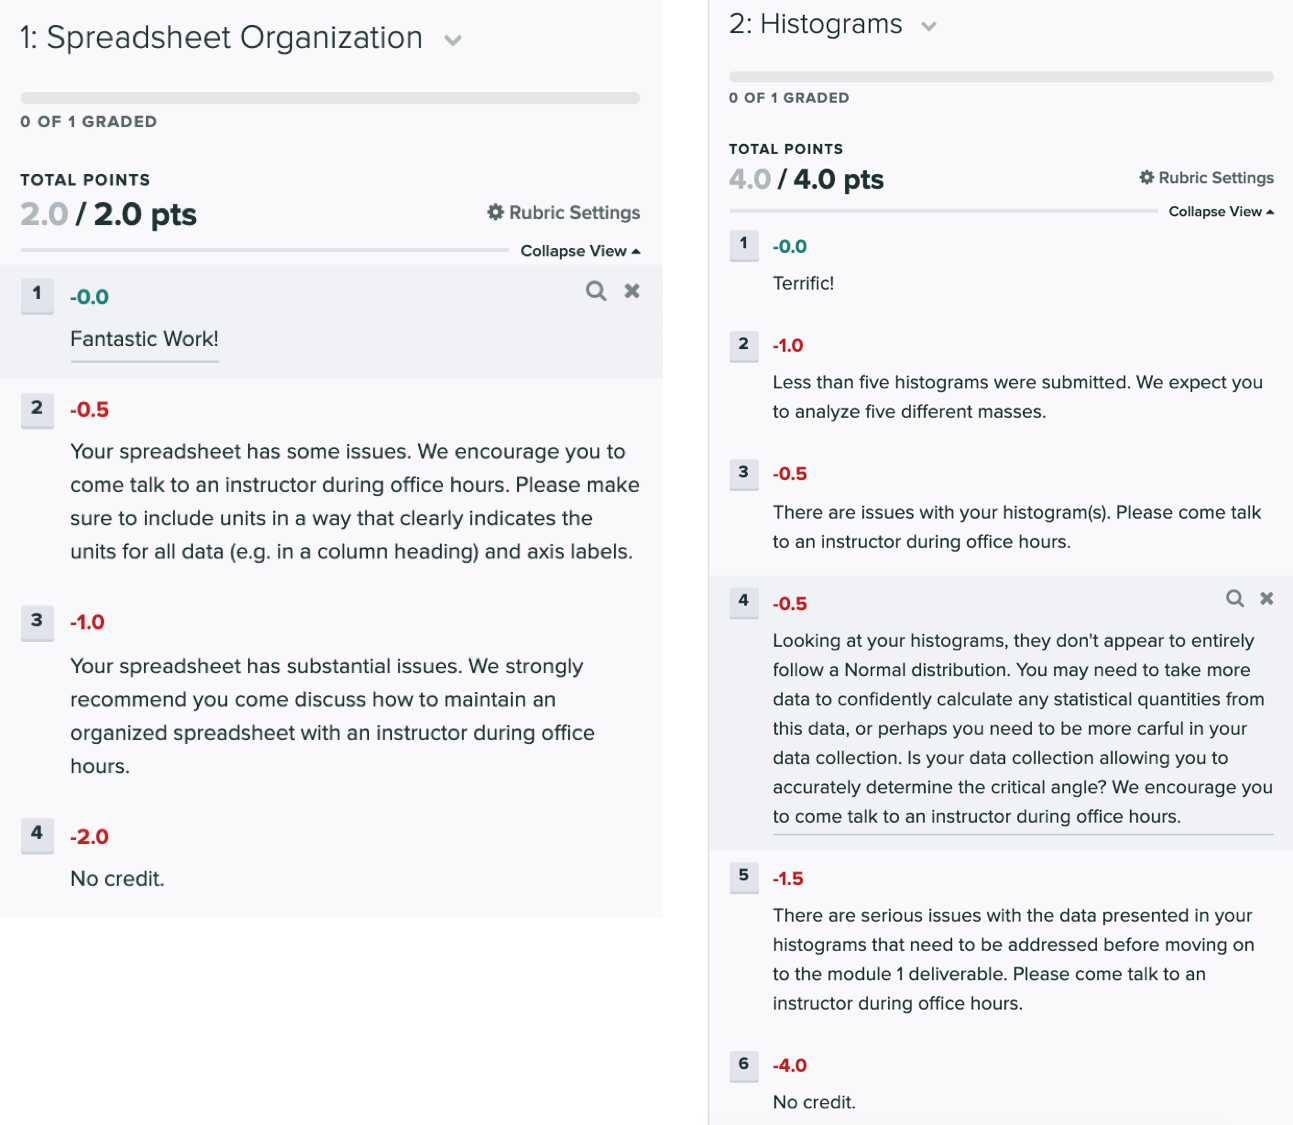 1: Spreadsheet Organization
0 OF 1 GRADED
TOTAL POINTS
2.0 / 2.0 pts
Rubric Settings
Collapse View
1
-0.0
Fantastic Work!
2
-0.5
Your spreadsheet has some issues. We encourage you to
come talk to an instructor during office hours. Please make
sure to include units in a way that clearly indicates the
units for all data (e.g. in a column heading) and axis labels.
3
-1.0
Your spreadsheet has substantial issues. We strongly
recommend you come discuss how to maintain an
organized spreadsheet with an instructor during office
hours.
4
-2.0
No credit.
2: Histograms
0 OF 1 GRADED
TOTAL POINTS
4.0 / 4.0 pts
Rubric Settings
Collapse View
1
-0.0
Terrific!
2
-1.0
Less than five histograms were submitted. We expect you
to analyze five different masses.
3
-0.5
There are issues with your histogram(s). Please come talk
to an instructor during office hours.
4
-0.5
Looking at your histograms, they don't appear to entirely
follow a Normal distribution. You may need to take more
data to confidently calculate any statistical quantities from
this data, or perhaps you need to be more carful in your
data collection. Is your data collection allowing you to
accurately determine the critical angle? We encourage you
to come talk to an instructor during office hours.
5
-1.5
There are serious issues with the data presented in your
histograms that need to be addressed before moving on
to the module 1 deliverable. Please come talk to an
instructor during office hours.
6
-4.0
No credit.